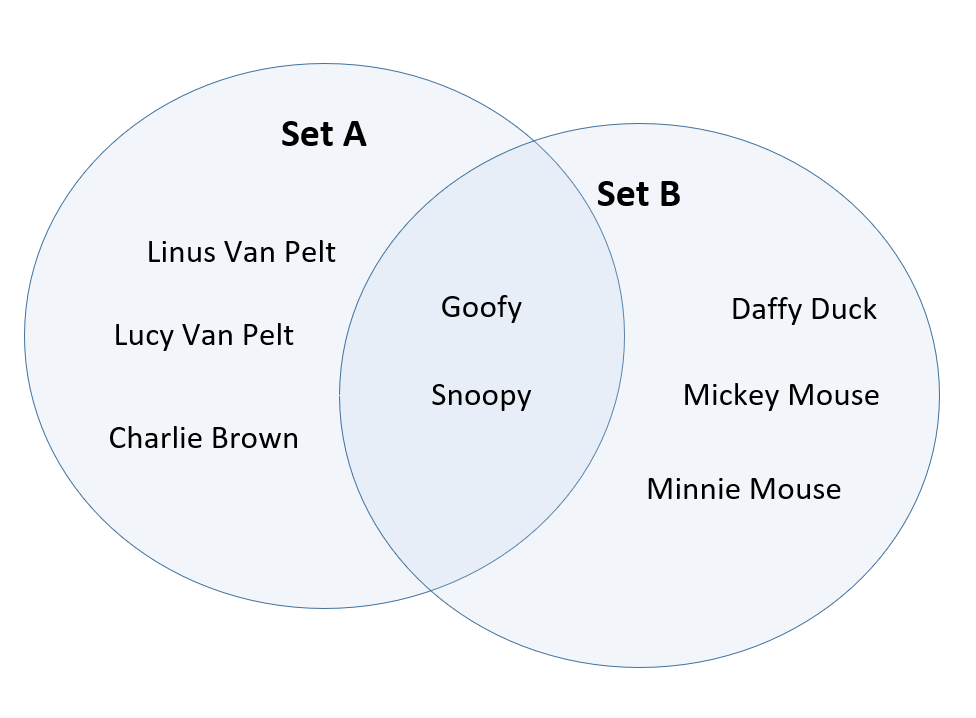 Set A
Set B
Linus Van Pelt
Goofy
Daffy Duck
Lucy Van Pelt
Snoopy
Mickey Mouse
Charlie Brown
Minnie Mouse